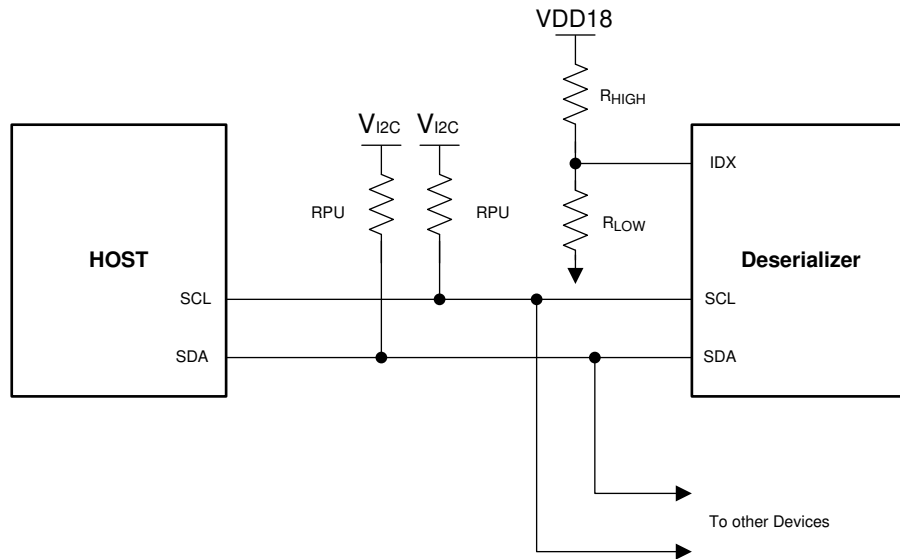 VDD18
RHIGH
VI2C VI2C
IDX
RPU RPU
RLOW
HOST
Deserializer
SCL SCL
SDA SDA
To other Devices